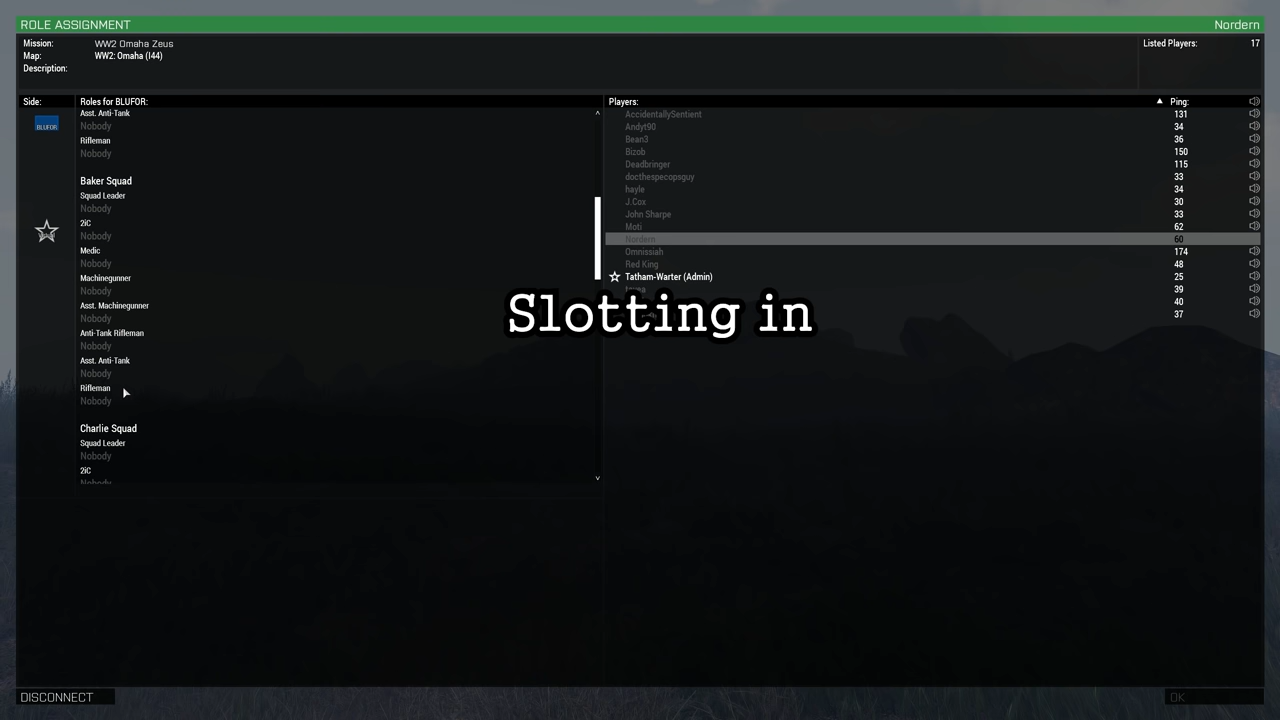 ROLE ASSIGNMENT
Nordern
Mission: WW2 Omaha Zeus
Map: WW2: Omaha (I44)
Description:
Listed Players: 17
Side:
BLUFOR
Roles for BLUFOR:
Asst. Anti-Tank
Nobody
Rifleman
Nobody
Baker Squad
Squad Leader
Nobody
2iC
Nobody
Medic
Nobody
Machinegunner
Nobody
Asst. Machinegunner
Nobody
Anti-Tank Rifleman
Nobody
Asst. Anti-Tank
Nobody
Rifleman
Nobody
Charlie Squad
Squad Leader
Nobody
2iC
Nobody
Players: Ping:
AccidentallySentient 131
Andyt90 34
Bean3 36
Bizob 150
Deadbringer 115
docthespecopsguy 33
hayle 34
J.Cox 30
John Sharpe 33
Moti 62
Nordern 60
Omnissiah 174
Red King 48
Tatham-Warter (Admin) 25
39
40
37
Slotting in
DISCONNECT
OK